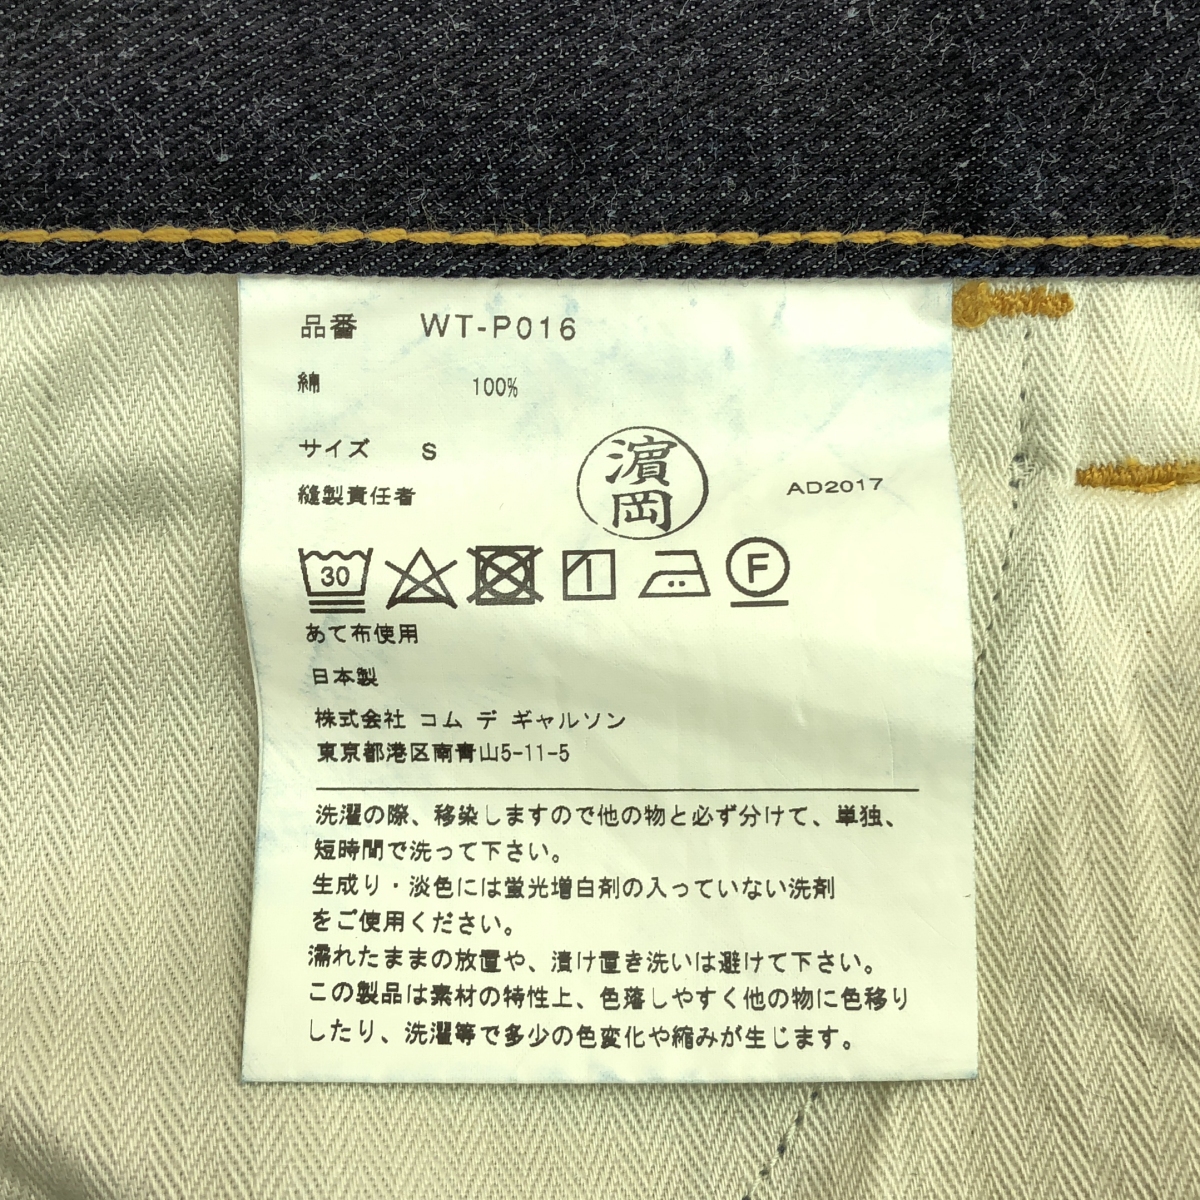 品番 WT-P016
綿 100%
サイズ S
縫製責任者 濱岡 AD2017
30 F
あて布使用
日本製
株式会社 コム デ ギャルソン
東京都港区南青山5-11-5
洗濯の際、移染しますので他の物と必ず分けて、単独、
短時間で洗って下さい。
生成り・淡色には蛍光増白剤の入っていない洗剤
をご使用ください。
濡れたままの放置や、漬け置き洗いは避けて下さい。
この製品は素材の特性上、色落しやすく他の物に色移り
したり、洗濯等で多少の色変化や縮みが生じます。